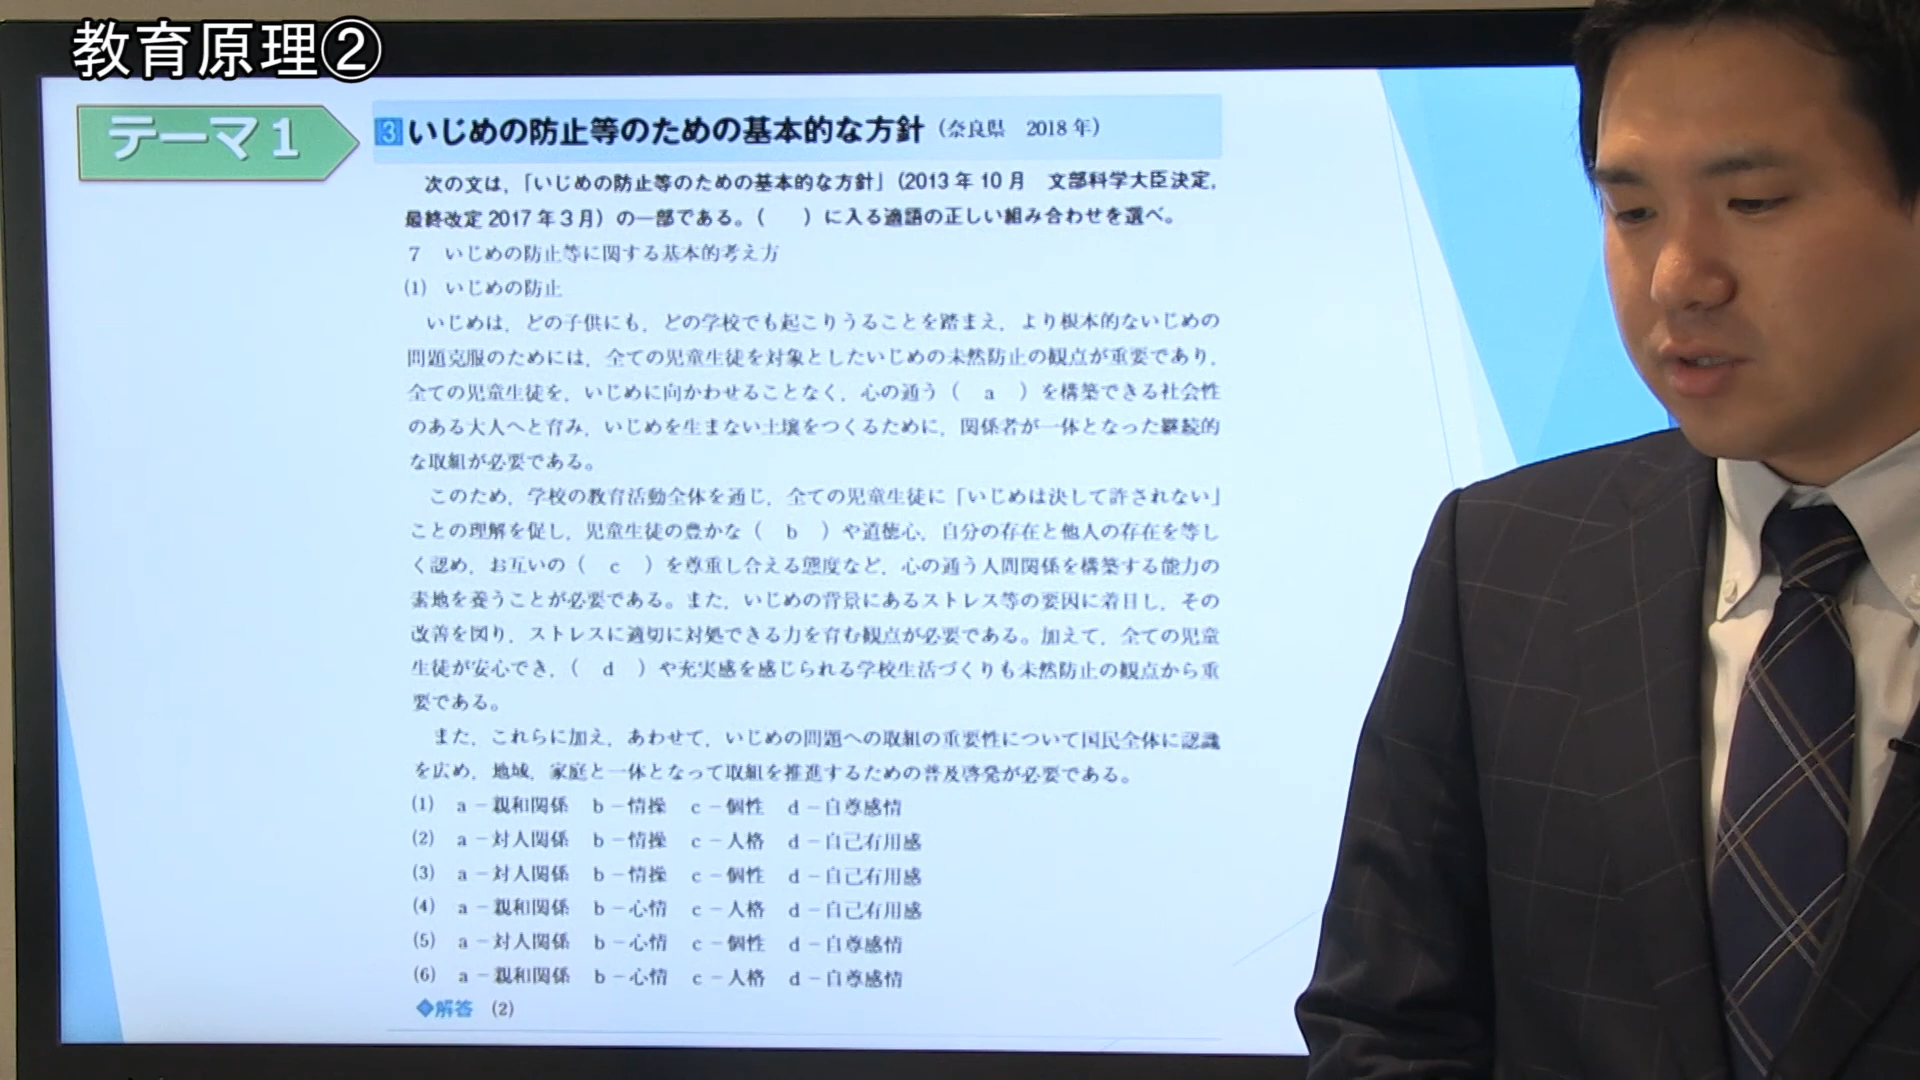 教育原理②
テーマ1
3 いじめの防止等のための基本的な方針（奈良県　2018年）
次の文は，「いじめの防止等のための基本的な方針」（2013年10月　文部科学大臣決定，
最終改定2017年3月）の一部である。（　　）に入る適語の正しい組み合わせを選べ。
7　いじめの防止等に関する基本的考え方
(1)　いじめの防止
いじめは，どの子供にも，どの学校でも起こりうることを踏まえ，より根本的ないじめの
問題克服のためには，全ての児童生徒を対象としたいじめの未然防止の観点が重要であり，
全ての児童生徒を，いじめに向かわせることなく，心の通う（　a　）を構築できる社会性
のある大人へと育み，いじめを生まない土壌をつくるために，関係者が一体となった継続的
な取組が必要である。
このため，学校の教育活動全体を通じ，全ての児童生徒に「いじめは決して許されない」
ことの理解を促し，児童生徒の豊かな（　b　）や道徳心，自分の存在と他人の存在を等し
く認め，お互いの（　c　）を尊重し合える態度など，心の通う人間関係を構築する能力の
素地を養うことが必要である。また，いじめの背景にあるストレス等の要因に着目し，その
改善を図り，ストレスに適切に対処できる力を育む観点が必要である。加えて，全ての児童
生徒が安心でき，（　d　）や充実感を感じられる学校生活づくりも未然防止の観点から重
要である。
また，これらに加え，あわせて，いじめの問題への取組の重要性について国民全体に認識
を広め，地域，家庭と一体となって取組を推進するための普及啓発が必要である。
(1)　a－親和関係　b－情操　c－個性　d－自尊感情
(2)　a－対人関係　b－情操　c－人格　d－自己有用感
(3)　a－対人関係　b－情操　c－個性　d－自己有用感
(4)　a－親和関係　b－心情　c－人格　d－自己有用感
(5)　a－対人関係　b－心情　c－個性　d－自尊感情
(6)　a－親和関係　b－心情　c－人格　d－自尊感情
◆解答　(2)